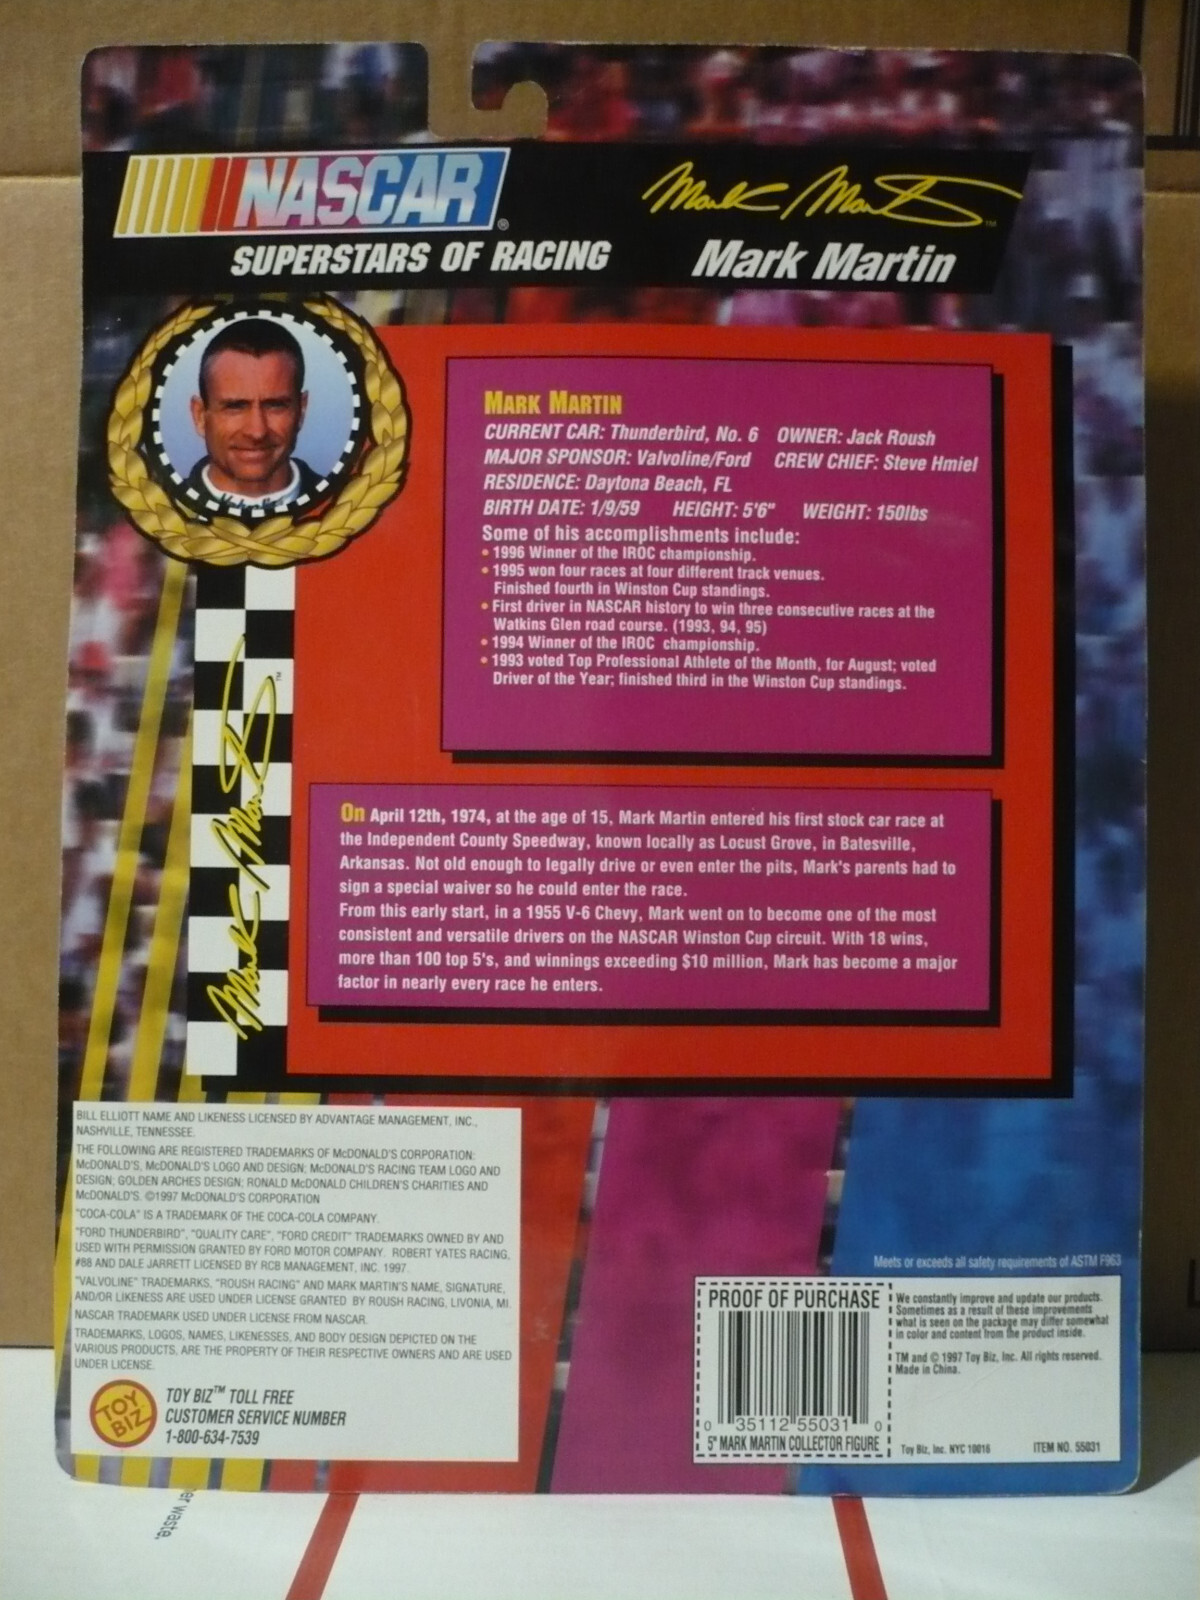 NASCAR®
SUPERSTARS OF RACING
Mark Martin ™
Mark Martin
MARK MARTIN
CURRENT CAR: Thunderbird, No. 6 OWNER: Jack Roush
MAJOR SPONSOR: Valvoline/Ford CREW CHIEF: Steve Hmiel
RESIDENCE: Daytona Beach, FL
BIRTH DATE: 1/9/59 HEIGHT: 5'6" WEIGHT: 150lbs
Some of his accomplishments include:
• 1996 Winner of the IROC championship.
• 1995 won four races at four different track venues.
Finished fourth in Winston Cup standings.
• First driver in NASCAR history to win three consecutive races at the
Watkins Glen road course. (1993, 94, 95)
• 1994 Winner of the IROC championship.
• 1993 voted Top Professional Athlete of the Month, for August; voted
Driver of the Year; finished third in the Winston Cup standings.
Mark Martin ™
On April 12th, 1974, at the age of 15, Mark Martin entered his first stock car race at
the Independent County Speedway, known locally as Locust Grove, in Batesville,
Arkansas. Not old enough to legally drive or even enter the pits, Mark's parents had to
sign a special waiver so he could enter the race.
From this early start, in a 1955 V-6 Chevy, Mark went on to become one of the most
consistent and versatile drivers on the NASCAR Winston Cup circuit. With 18 wins,
more than 100 top 5's, and winnings exceeding $10 million, Mark has become a major
factor in nearly every race he enters.
BILL ELLIOTT NAME AND LIKENESS LICENSED BY ADVANTAGE MANAGEMENT, INC.,
NASHVILLE, TENNESSEE.
THE FOLLOWING ARE REGISTERED TRADEMARKS OF McDONALD'S CORPORATION:
McDONALD'S, McDONALD'S LOGO AND DESIGN; McDONALD'S RACING TEAM LOGO AND
DESIGN; GOLDEN ARCHES DESIGN; RONALD McDONALD CHILDREN'S CHARITIES AND
McDONALD'S. ©1997 McDONALD'S CORPORATION
"COCA-COLA" IS A TRADEMARK OF THE COCA-COLA COMPANY.
"FORD THUNDERBIRD", "QUALITY CARE", "FORD CREDIT" TRADEMARKS OWNED BY AND
USED WITH PERMISSION GRANTED BY FORD MOTOR COMPANY. ROBERT YATES RACING,
#88 AND DALE JARRETT LICENSED BY RCB MANAGEMENT, INC. 1997.
"VALVOLINE" TRADEMARKS, "ROUSH RACING" AND MARK MARTIN'S NAME, SIGNATURE,
AND/OR LIKENESS ARE USED UNDER LICENSE GRANTED BY ROUSH RACING, LIVONIA, MI.
NASCAR TRADEMARK USED UNDER LICENSE FROM NASCAR.
TRADEMARKS, LOGOS, NAMES, LIKENESSES, AND BODY DESIGN DEPICTED ON THE
VARIOUS PRODUCTS, ARE THE PROPERTY OF THEIR RESPECTIVE OWNERS AND ARE USED
UNDER LICENSE.
TOY BIZ
TOY BIZ™ TOLL FREE
CUSTOMER SERVICE NUMBER
1-800-634-7539
Meets or exceeds all safety requirements of ASTM F963
PROOF OF PURCHASE
0 35112 55031 0
5" MARK MARTIN COLLECTOR FIGURE
We constantly improve and update our products.
Sometimes as a result of these improvements
what is seen on the package may differ somewhat
in color and content from the product inside.
TM and © 1997 Toy Biz, Inc. All rights reserved.
Made in China.
Toy Biz, Inc. NYC 10016 ITEM NO. 55031
er waste.